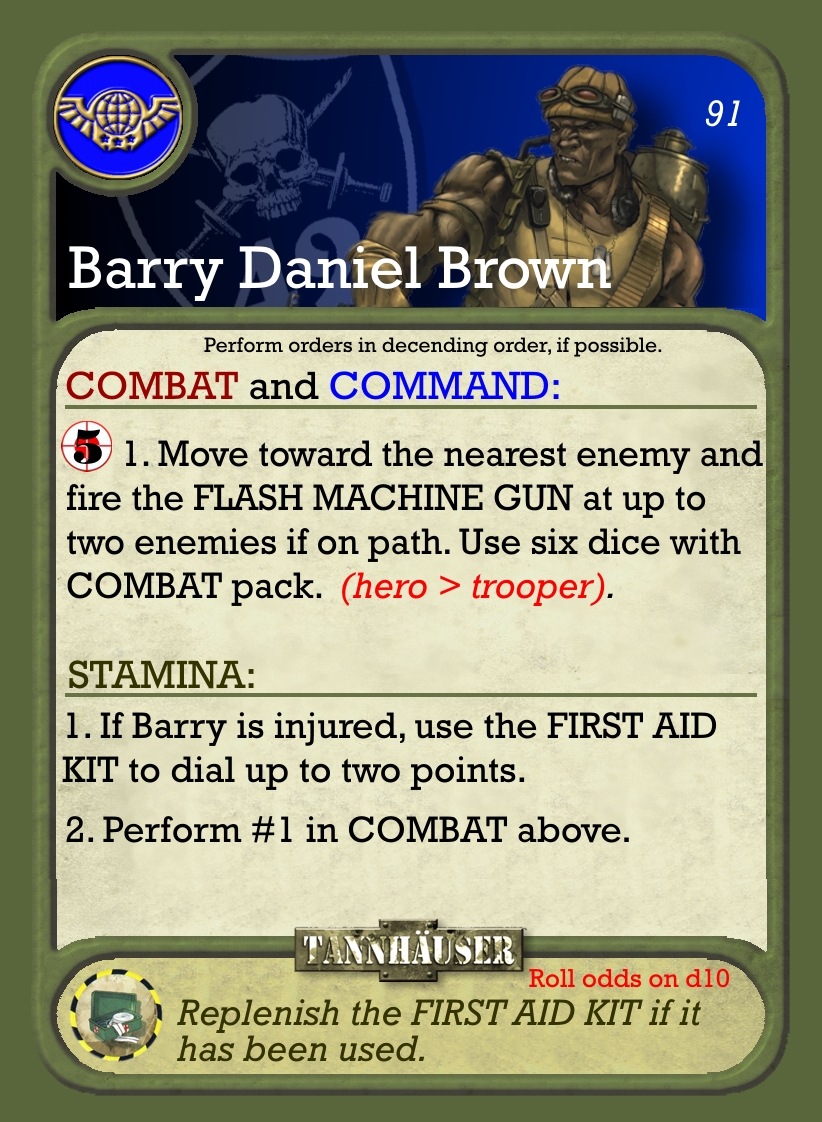 91
Barry Daniel Brown
Perform orders in decending order, if possible.
COMBAT and COMMAND:
5 1. Move toward the nearest enemy and
fire the FLASH MACHINE GUN at up to
two enemies if on path. Use six dice with
COMBAT pack. (hero > trooper).
STAMINA:
1. If Barry is injured, use the FIRST AID
KIT to dial up to two points.
2. Perform #1 in COMBAT above.
TANNHÄUSER
Roll odds on d10
Replenish the FIRST AID KIT if it
has been used.